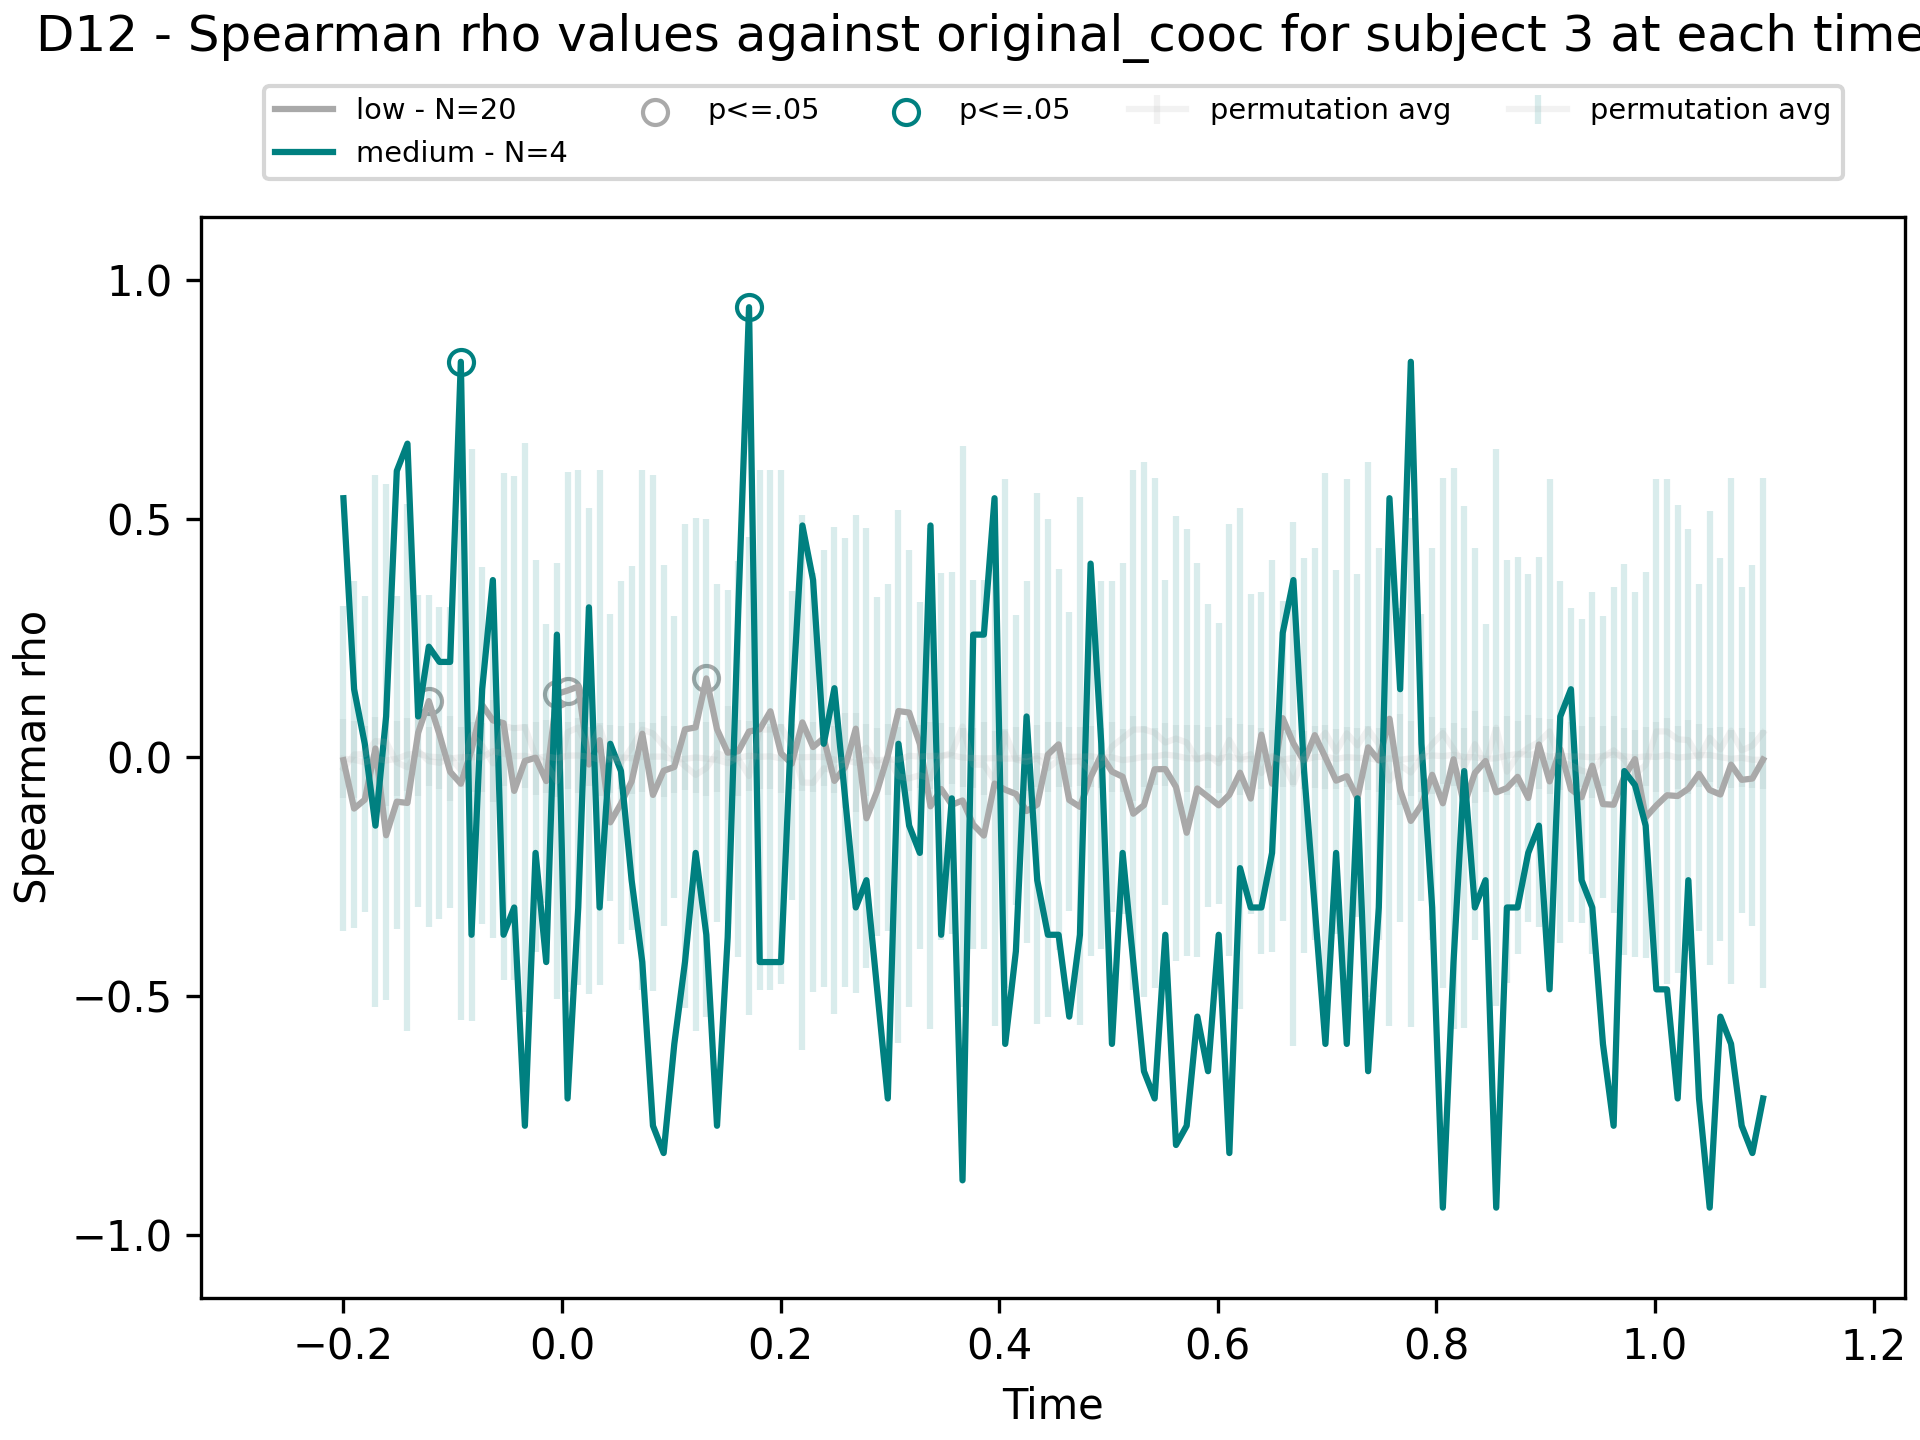 D12 - Spearman rho values against original_cooc for subject 3 at each time
low - N=20
medium - N=4
p<=.05
p<=.05
permutation avg
permutation avg
Spearman rho
1.0
0.5
0.0
−0.5
−1.0
−0.2
0.0
0.2
0.4
0.6
0.8
1.0
1.2
Time